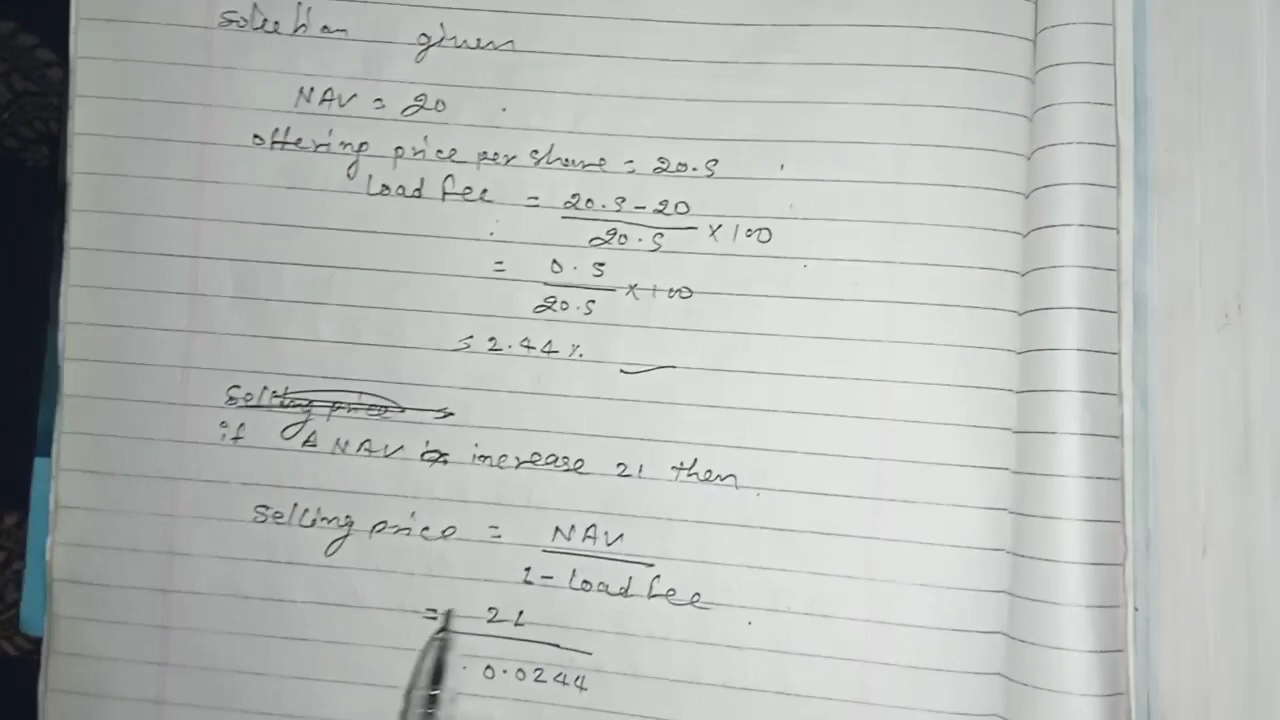 Solution given
NAV = 20
offering price per share = 20.5
Load fee = 20.5 - 20
20.5 × 100
= 0.5
20.5 × 100
= 2.44 %
Selling price
if NAV increase 21 then
Selling price = NAV
1 - Load fee
= 21
0.0244